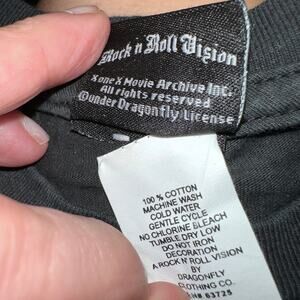 Rock n Roll Vision
X one X Movie Archive Inc.
All rights reserved
©under Dragonfly License
100 % COTTON
MACHINE WASH
COLD WATER
GENTLE CYCLE
NO CHLORINE BLEACH
TUMBLE DRY LOW
DO NOT IRON
DECORATION
A ROCK N' ROLL VISION
BY
DRAGONFLY
CLOTHING CO.
63725